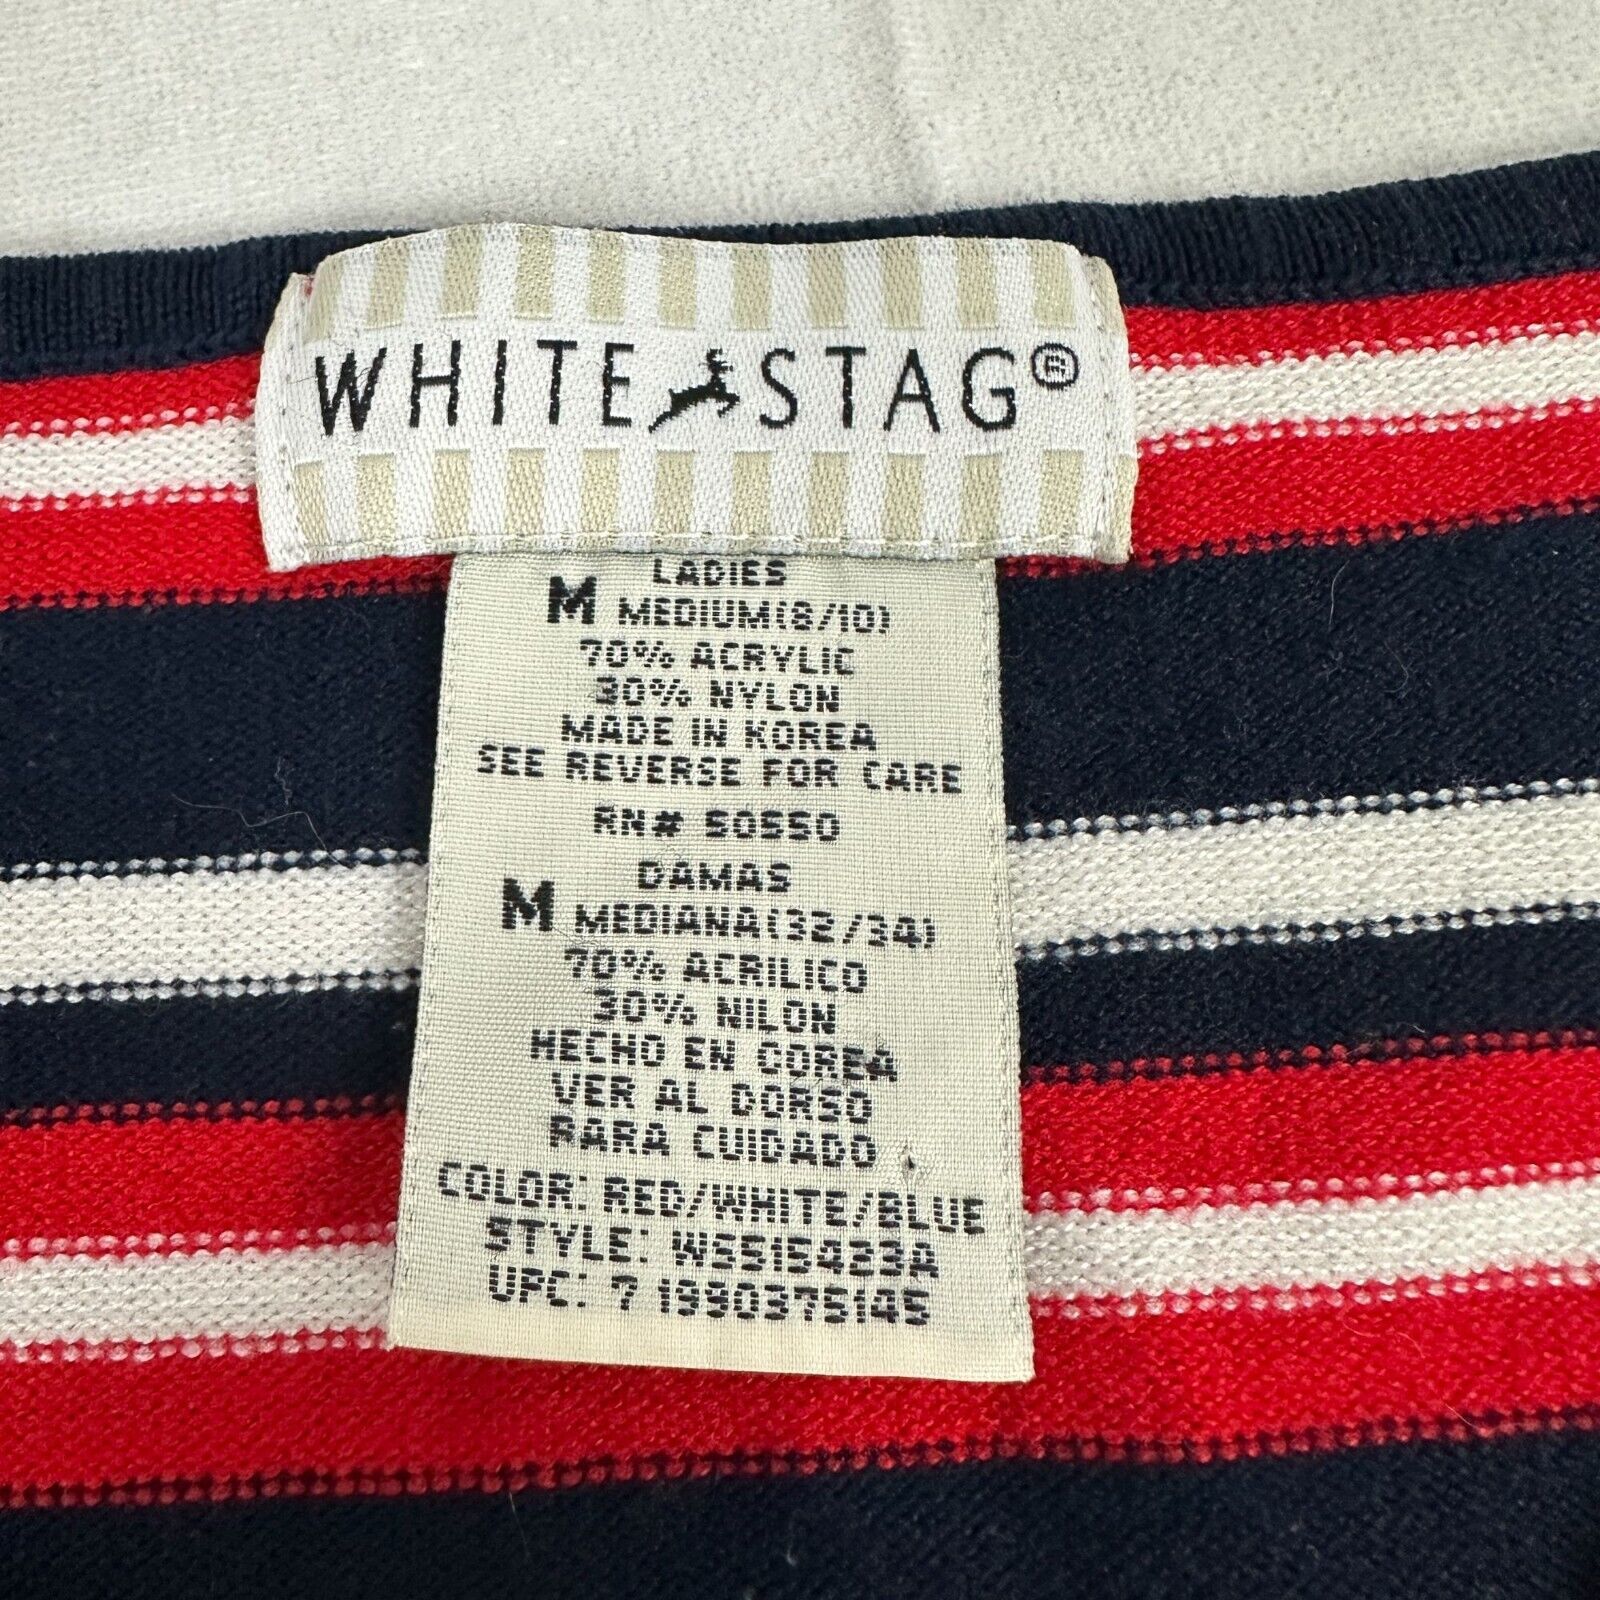 WHITE STAG®
LADIES
M MEDIUM(8/10)
70% ACRYLIC
30% NYLON
MADE IN KOREA
SEE REVERSE FOR CARE
RN# 50550
DAMAS
M MEDIANA(32/34)
70% ACRILICO
30% NILON
HECHO EN COREA
VER AL DORSO
PARA CUIDADO
COLOR: RED/WHITE/BLUE
STYLE: WS515423A
UPC: 7 1990375145